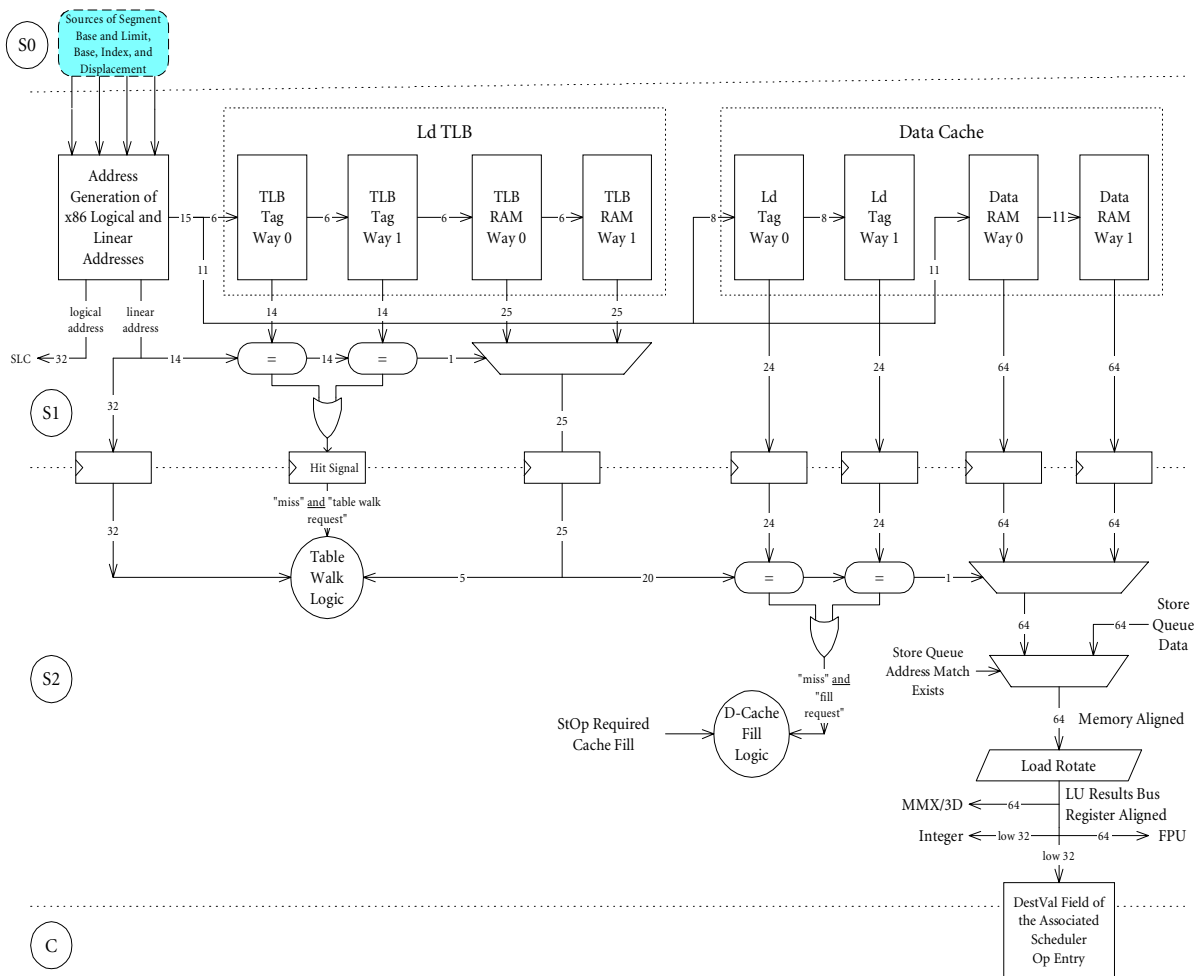 S0
Sources of Segment
Base and Limit,
Base, Index, and
Displacement
Ld TLB
Data Cache
Address
Generation of
x86 Logical and
Linear
Addresses
15
6
TLB
Tag
Way 0
6
TLB
Tag
Way 1
6
TLB
RAM
Way 0
6
TLB
RAM
Way 1
8
Ld
Tag
Way 0
8
Ld
Tag
Way 1
Data
RAM
Way 0
11
Data
RAM
Way 1
11
11
logical
address
linear
address
14
14
25
25
SLC
32
14
=
14
=
1
24
24
64
64
S1
32
25
Hit Signal
"miss" and "table walk
request"
32
25
24
24
64
64
Table
Walk
Logic
5
20
=
=
1
64
64
Store
Queue
Data
S2
Store Queue
Address Match
Exists
"miss" and
"fill
request"
StOp Required
Cache Fill
D-Cache
Fill
Logic
64
Memory Aligned
Load Rotate
LU Results Bus
Register Aligned
MMX/3D
64
Integer
low 32
64
FPU
low 32
DestVal Field of
the Associated
Scheduler
Op Entry
C